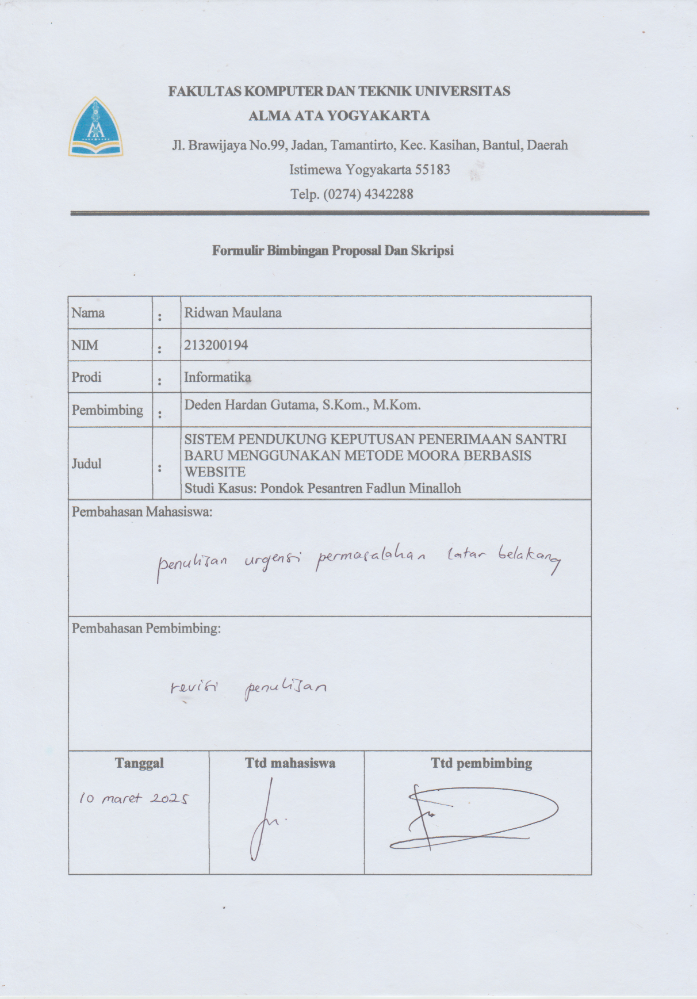 FAKULTAS KOMPUTER DAN TEKNIK UNIVERSITAS
ALMA ATA YOGYAKARTA
Jl. Brawijaya No.99, Jadan, Tamantirto, Kec. Kasihan, Bantul, Daerah
Istimewa Yogyakarta 55183
Telp. (0274) 4342288
Formulir Bimbingan Proposal Dan Skripsi
Nama : Ridwan Maulana
NIM : 213200194
Prodi : Informatika
Pembimbing : Deden Hardan Gutama, S.Kom., M.Kom.
Judul : SISTEM PENDUKUNG KEPUTUSAN PENERIMAAN SANTRI
BARU MENGGUNAKAN METODE MOORA BERBASIS
WEBSITE
Studi Kasus: Pondok Pesantren Fadlun Minalloh
Pembahasan Mahasiswa:
penulisan urgensi permasalahan latar belakang
Pembahasan Pembimbing:
revisi penulisan
Tanggal Ttd mahasiswa Ttd pembimbing
10 maret 2025